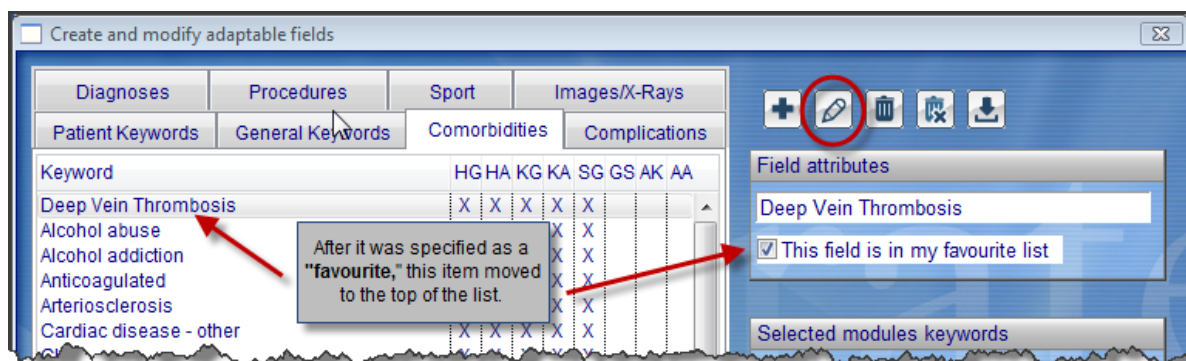 Create and modify adaptable fields
Diagnoses Procedures Sport Images/X-Rays
Patient Keywords General Keywords Comorbidities Complications
Keyword HG HA KG KA SG GS AK AA
Deep Vein Thrombosis X X X X X
Alcohol abuse X X
Alcohol addiction X X
Anticoagulated X X
Arteriosclerosis X X
Cardiac disease - other X X X X X
After it was specified as a
"favourite," this item moved
to the top of the list.
Field attributes
Deep Vein Thrombosis
This field is in my favourite list
Selected modules keywords